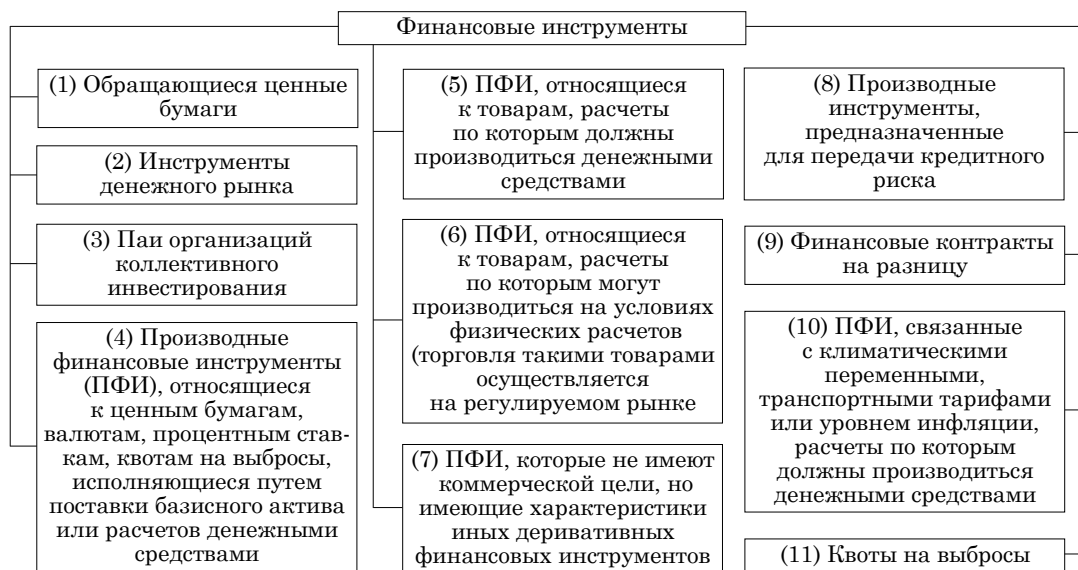 Финансовые инструменты
(1) Обращающиеся ценные
бумаги
(2) Инструменты
денежного рынка
(3) Паи организаций
коллективного
инвестирования
(4) Производные
финансовые инструменты
(ПФИ), относящиеся
к ценным бумагам,
валютам, процентным став-
кам, квотам на выбросы,
исполняющиеся путем
поставки базисного актива
или расчетов денежными
средствами
(5) ПФИ, относящиеся
к товарам, расчеты
по которым должны
производиться денежными
средствами
(6) ПФИ, относящиеся
к товарам, расчеты
по которым могут
производиться на условиях
физических расчетов
(торговля такими товарами
осуществляется
на регулируемом рынке
(7) ПФИ, которые не имеют
коммерческой цели, но
имеющие характеристики
иных деривативных
финансовых инструментов
(8) Производные
инструменты,
предназначенные
для передачи кредитного
риска
(9) Финансовые контракты
на разницу
(10) ПФИ, связанные
с климатическими
переменными,
транспортными тарифами
или уровнем инфляции,
расчеты по которым
должны производиться
денежными средствами
(11) Квоты на выбросы